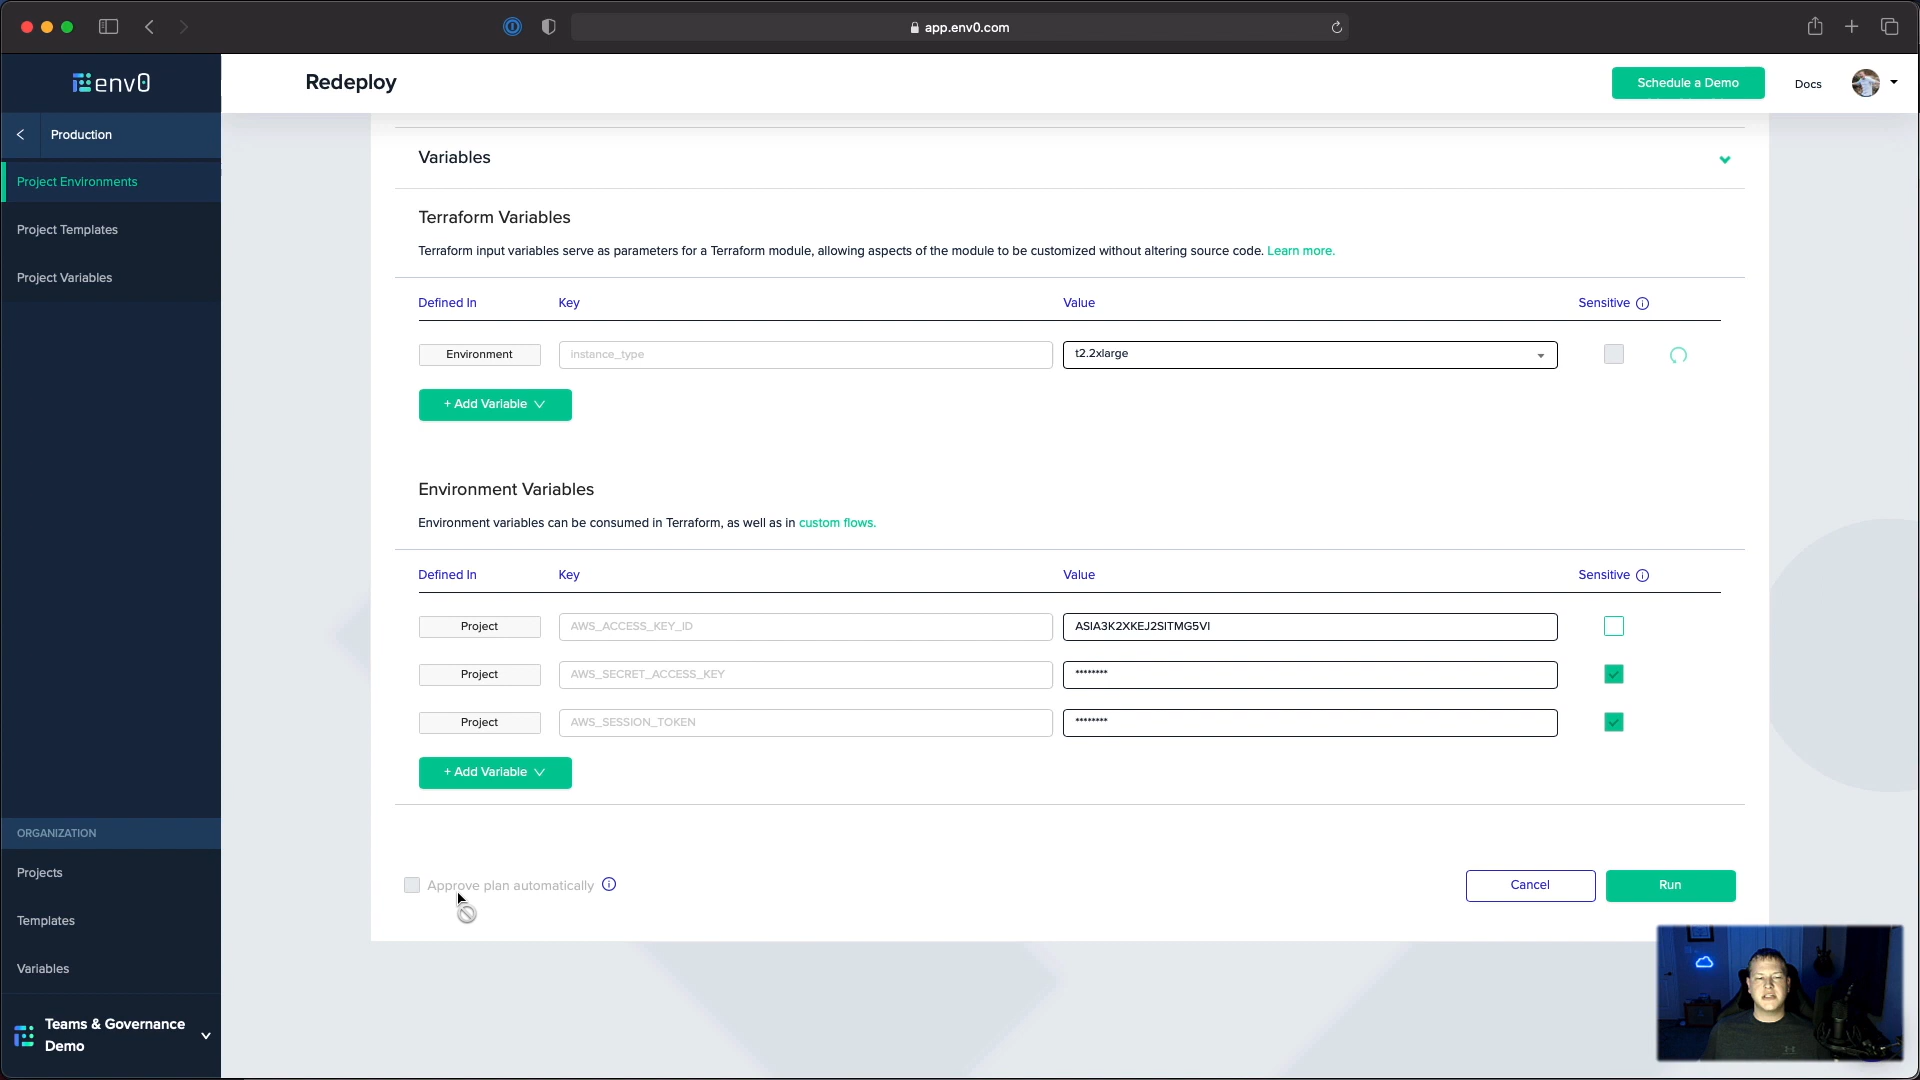 app.env0.com
env0
Redeploy
Schedule a Demo
Docs
Production
Project Environments
Project Templates
Project Variables
Variables
Terraform Variables
Terraform input variables serve as parameters for a Terraform module, allowing aspects of the module to be customized without altering source code. Learn more.
Defined In Key Value Sensitive
Environment instance_type t2.2xlarge
+ Add Variable
Environment Variables
Environment variables can be consumed in Terraform, as well as in custom flows.
Defined In Key Value Sensitive
Project AWS_ACCESS_KEY_ID ASIA3K2XKEJ2SITMG5VI
Project AWS_SECRET_ACCESS_KEY ********
Project AWS_SESSION_TOKEN ********
+ Add Variable
Approve plan automatically
Cancel
Run
ORGANIZATION
Projects
Templates
Variables
Teams & Governance
Demo